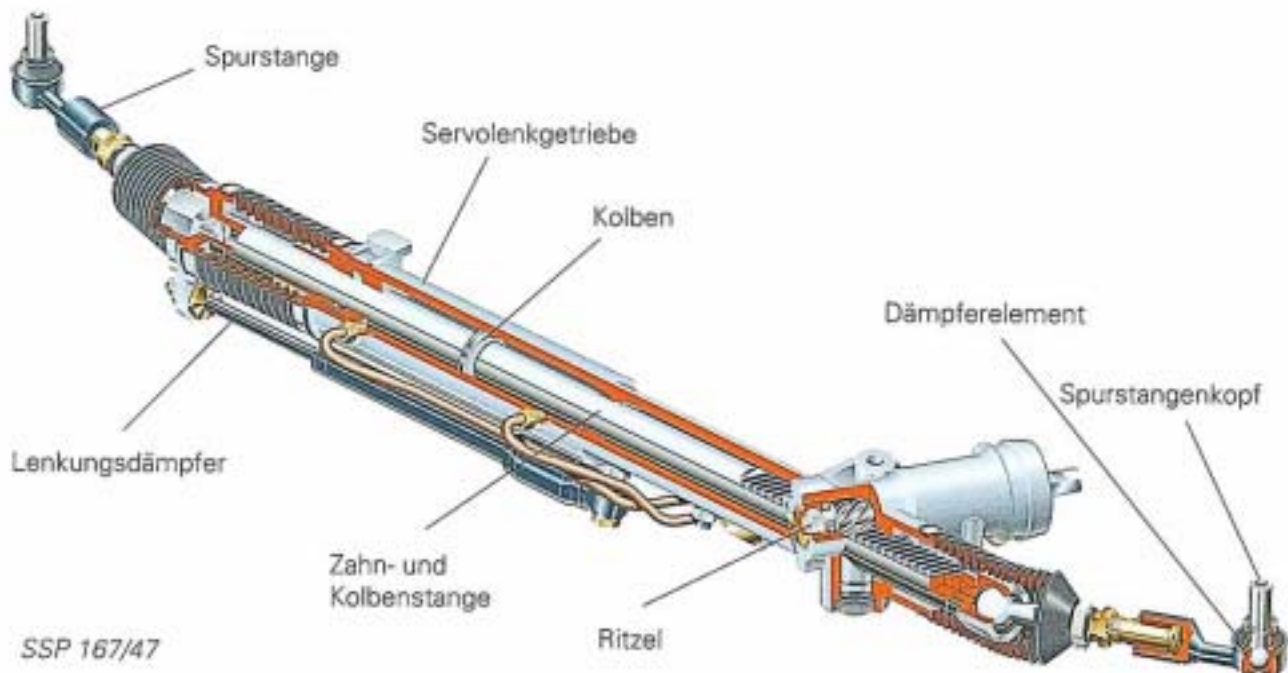 Spurstange
Servolenkgetriebe
Kolben
Dämpferelement
Spurstangenkopf
Lenkungsdämpfer
Zahn- und
Kolbenstange
Ritzel
SSP 167/47